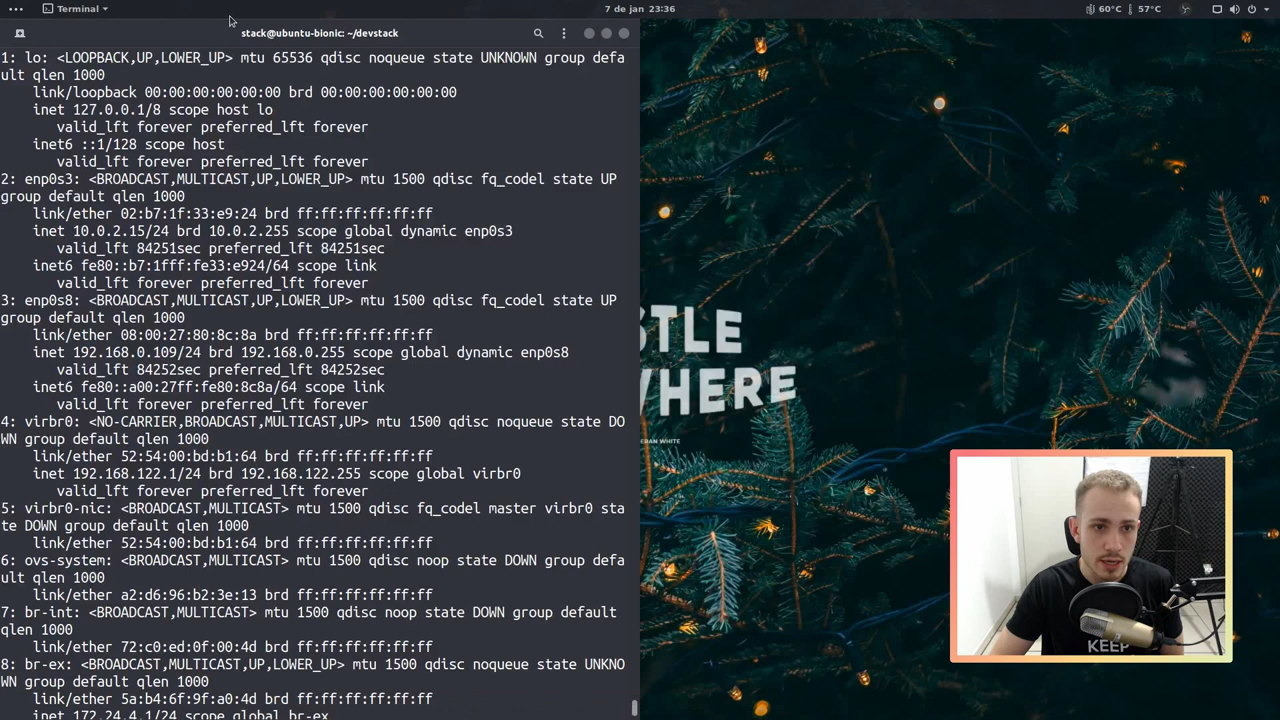 Terminal
7 de jan 23:36
60°C 57°C
stack@ubuntu-bionic: ~/devstack
1: lo: <LOOPBACK,UP,LOWER_UP> mtu 65536 qdisc noqueue state UNKNOWN group defa
ult qlen 1000
link/loopback 00:00:00:00:00:00 brd 00:00:00:00:00:00
inet 127.0.0.1/8 scope host lo
valid_lft forever preferred_lft forever
inet6 ::1/128 scope host
valid_lft forever preferred_lft forever
2: enp0s3: <BROADCAST,MULTICAST,UP,LOWER_UP> mtu 1500 qdisc fq_codel state UP
group default qlen 1000
link/ether 02:b7:1f:33:e9:24 brd ff:ff:ff:ff:ff:ff
inet 10.0.2.15/24 brd 10.0.2.255 scope global dynamic enp0s3
valid_lft 84251sec preferred_lft 84251sec
inet6 fe80::b7:1fff:fe33:e924/64 scope link
valid_lft forever preferred_lft forever
3: enp0s8: <BROADCAST,MULTICAST,UP,LOWER_UP> mtu 1500 qdisc fq_codel state UP
group default qlen 1000
link/ether 08:00:27:80:8c:8a brd ff:ff:ff:ff:ff:ff
inet 192.168.0.109/24 brd 192.168.0.255 scope global dynamic enp0s8
valid_lft 84252sec preferred_lft 84252sec
inet6 fe80::a00:27ff:fe80:8c8a/64 scope link
valid_lft forever preferred_lft forever
4: virbr0: <NO-CARRIER,BROADCAST,MULTICAST,UP> mtu 1500 qdisc noqueue state DO
WN group default qlen 1000
link/ether 52:54:00:bd:b1:64 brd ff:ff:ff:ff:ff:ff
inet 192.168.122.1/24 brd 192.168.122.255 scope global virbr0
valid_lft forever preferred_lft forever
5: virbr0-nic: <BROADCAST,MULTICAST> mtu 1500 qdisc fq_codel master virbr0 sta
te DOWN group default qlen 1000
link/ether 52:54:00:bd:b1:64 brd ff:ff:ff:ff:ff:ff
6: ovs-system: <BROADCAST,MULTICAST> mtu 1500 qdisc noop state DOWN group defa
ult qlen 1000
link/ether a2:d6:96:b2:3e:13 brd ff:ff:ff:ff:ff:ff
7: br-int: <BROADCAST,MULTICAST> mtu 1500 qdisc noop state DOWN group default
qlen 1000
link/ether 72:c0:ed:0f:00:4d brd ff:ff:ff:ff:ff:ff
8: br-ex: <BROADCAST,MULTICAST,UP,LOWER_UP> mtu 1500 qdisc noqueue state UNKNO
WN group default qlen 1000
link/ether 5a:b4:6f:9f:a0:4d brd ff:ff:ff:ff:ff:ff
inet 172.24.4.1/24 scope global br-ex
STLE
WHERE
ERAN WHITE
KEEP